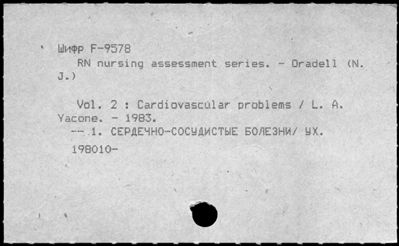 Шифр F-9578
RN nursing assessment series. - Oradell (N.
J.)
Vol. 2 : Cardiovascular problems / L. A.
Yacone. - 1983.
-- 1. СЕРДЕЧНО-СОСУДИСТЫЕ БОЛЕЗНИ/ УХ.
198010-